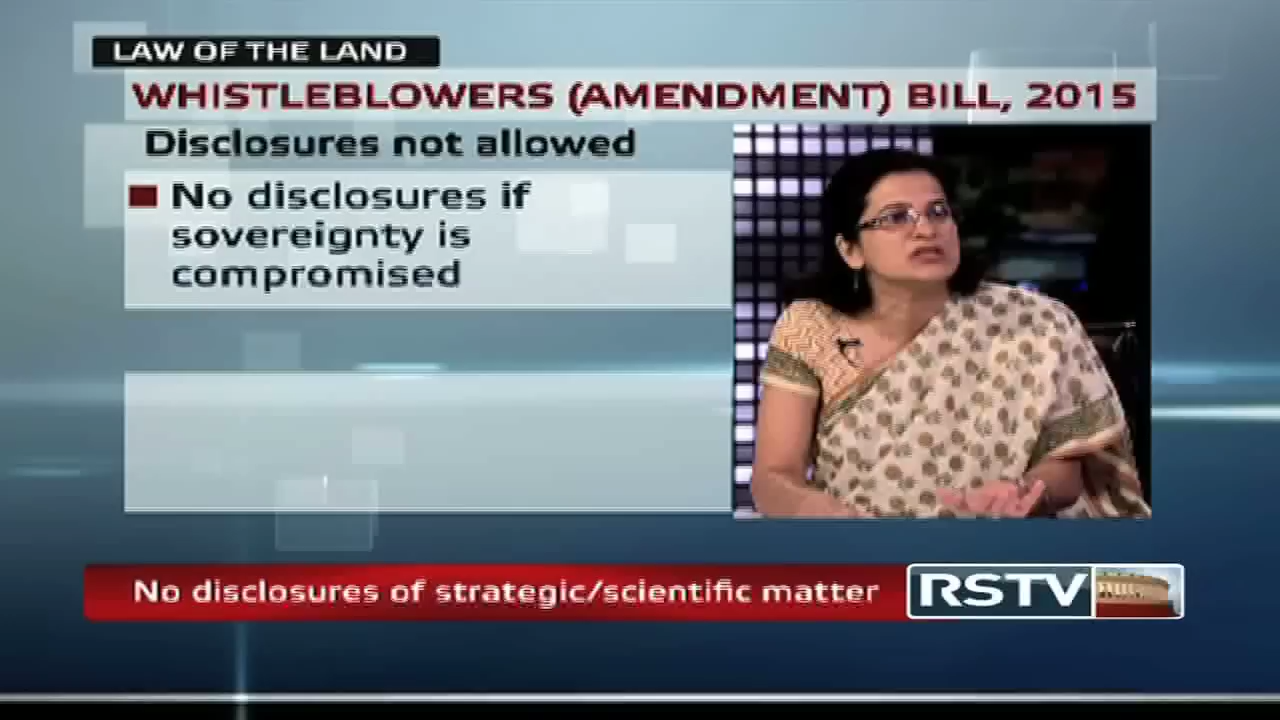 LAW OF THE LAND
WHISTLEBLOWERS (AMENDMENT) BILL, 2015
Disclosures not allowed
No disclosures if
sovereignty is
compromised
No disclosures of strategic/scientific matter
RSTV